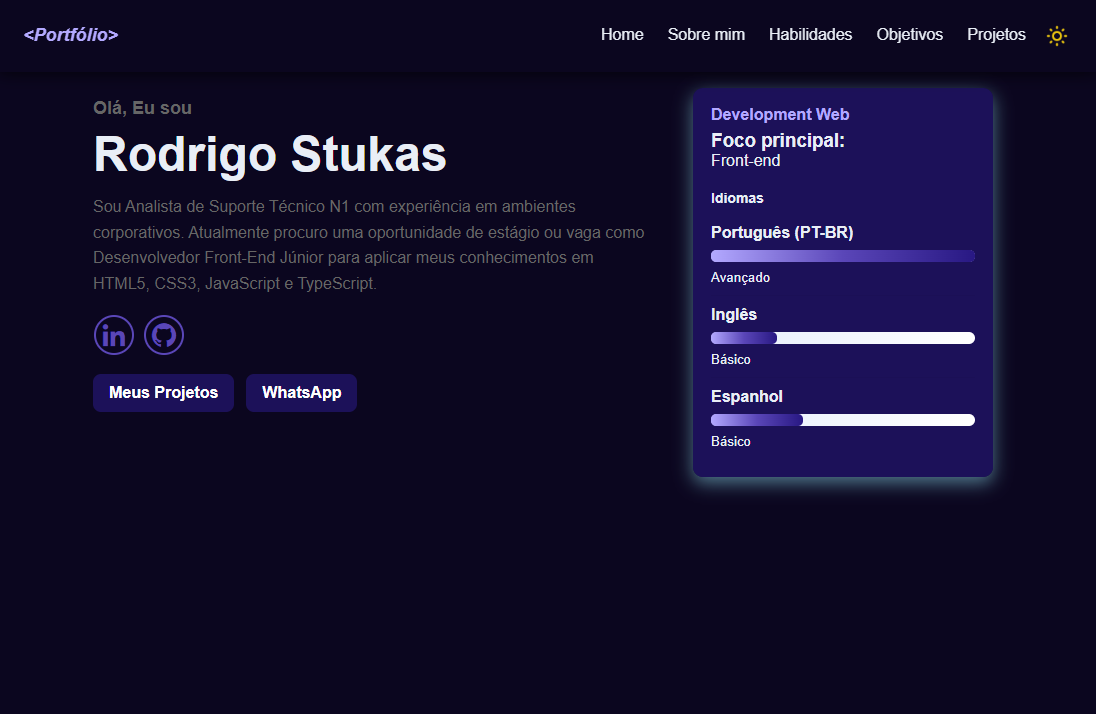 <Portfólio>
Home Sobre mim Habilidades Objetivos Projetos
Olá, Eu sou
Rodrigo Stukas
Sou Analista de Suporte Técnico N1 com experiência em ambientes
corporativos. Atualmente procuro uma oportunidade de estágio ou vaga como
Desenvolvedor Front-End Júnior para aplicar meus conhecimentos em
HTML5, CSS3, JavaScript e TypeScript.
in
Meus Projetos WhatsApp
Development Web
Foco principal:
Front-end
Idiomas
Português (PT-BR)
Avançado
Inglês
Básico
Espanhol
Básico